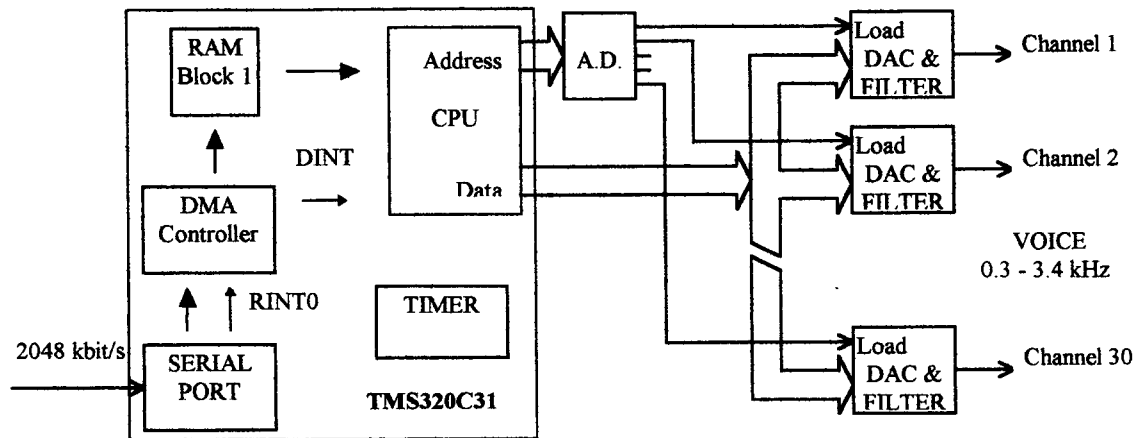 RAM
Block 1
Address
CPU
Data
A.D.
Load
DAC &
FILTER
Channel 1
Load
DAC &
FILTER
Channel 2
DINT
DMA
Controller
VOICE
0.3 - 3.4 kHz
RINT0
TIMER
2048 kbit/s
SERIAL
PORT
TMS320C31
Load
DAC &
FILTER
Channel 30